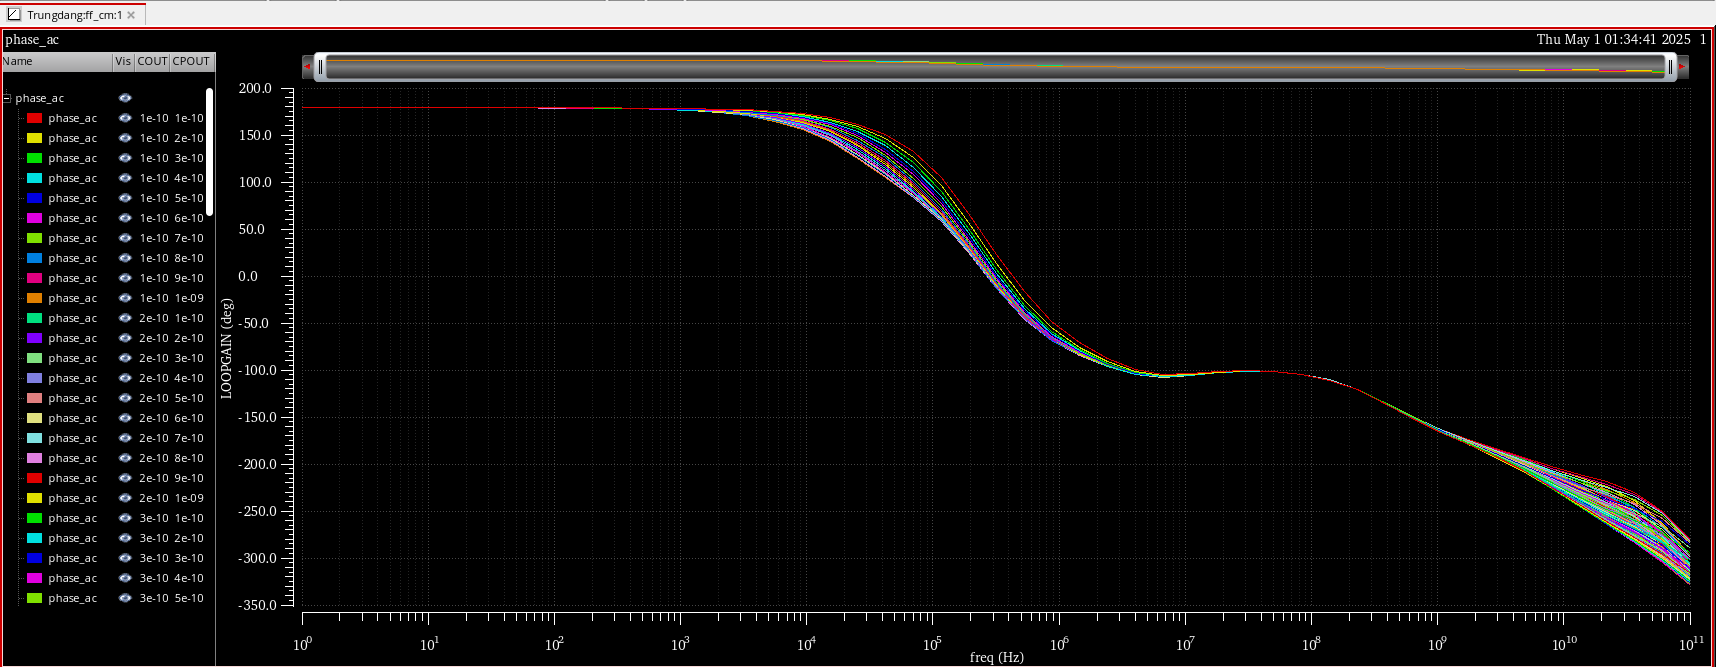 Trungdang:ff_cm:1
phase_ac
Thu May 1 01:34:41 2025 1
Name Vis COUT CPOUT
phase_ac
phase_ac 1e-10 1e-10
phase_ac 1e-10 2e-10
phase_ac 1e-10 3e-10
phase_ac 1e-10 4e-10
phase_ac 1e-10 5e-10
phase_ac 1e-10 6e-10
phase_ac 1e-10 7e-10
phase_ac 1e-10 8e-10
phase_ac 1e-10 9e-10
phase_ac 1e-10 1e-09
phase_ac 2e-10 1e-10
phase_ac 2e-10 2e-10
phase_ac 2e-10 3e-10
phase_ac 2e-10 4e-10
phase_ac 2e-10 5e-10
phase_ac 2e-10 6e-10
phase_ac 2e-10 7e-10
phase_ac 2e-10 8e-10
phase_ac 2e-10 9e-10
phase_ac 2e-10 1e-09
phase_ac 3e-10 1e-10
phase_ac 3e-10 2e-10
phase_ac 3e-10 3e-10
phase_ac 3e-10 4e-10
phase_ac 3e-10 5e-10
LOOPGAIN (deg)
200.0
150.0
100.0
50.0
0.0
-50.0
-100.0
-150.0
-200.0
-250.0
-300.0
-350.0
10⁰ 10¹ 10² 10³ 10⁴ 10⁵ 10⁶ 10⁷ 10⁸ 10⁹ 10¹⁰ 10¹¹
freq (Hz)